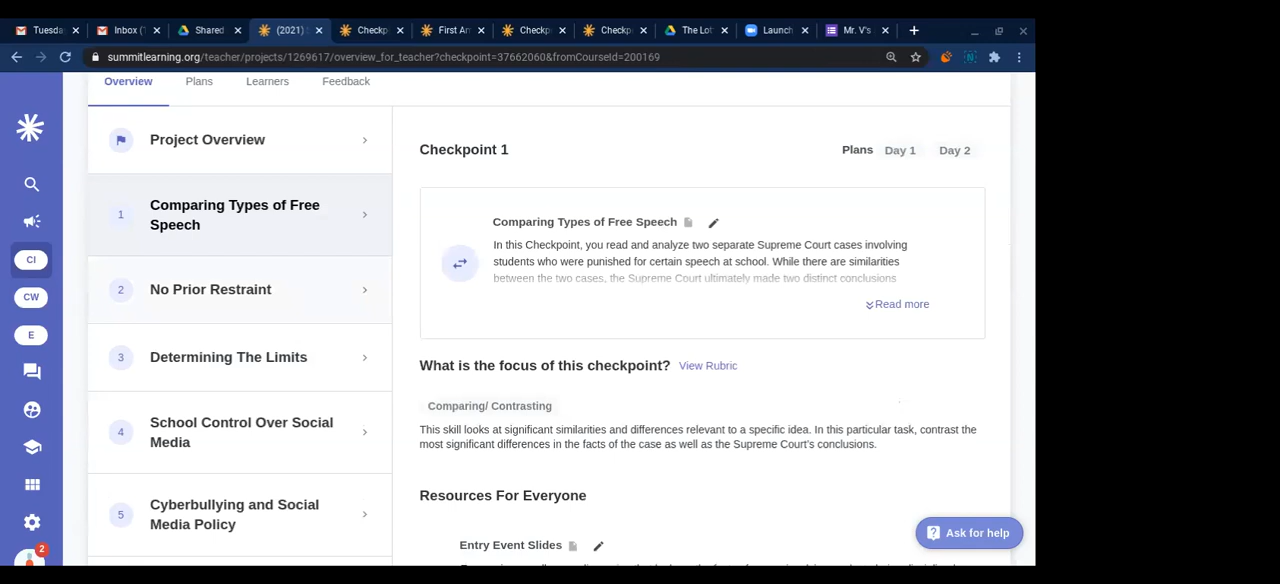 Tuesda
Inbox (
Shared
(2021)
Checkp
First An
Checkp
Checkp
The Lot
Launch
Mr. V's
summitlearning.org/teacher/projects/1269617/overview_for_teacher?checkpoint=37662060&fromCourseId=200169
Overview
Plans
Learners
Feedback
CI
CW
E
2
Project Overview
1
Comparing Types of Free
Speech
2
No Prior Restraint
3
Determining The Limits
4
School Control Over Social
Media
5
Cyberbullying and Social
Media Policy
Checkpoint 1
Plans Day 1 Day 2
Comparing Types of Free Speech
In this Checkpoint, you read and analyze two separate Supreme Court cases involving
students who were punished for certain speech at school. While there are similarities
between the two cases, the Supreme Court ultimately made two distinct conclusions
Read more
What is the focus of this checkpoint? View Rubric
Comparing/ Contrasting
This skill looks at significant similarities and differences relevant to a specific idea. In this particular task, contrast the
most significant differences in the facts of the case as well as the Supreme Court's conclusions.
Resources For Everyone
Entry Event Slides
Ask for help